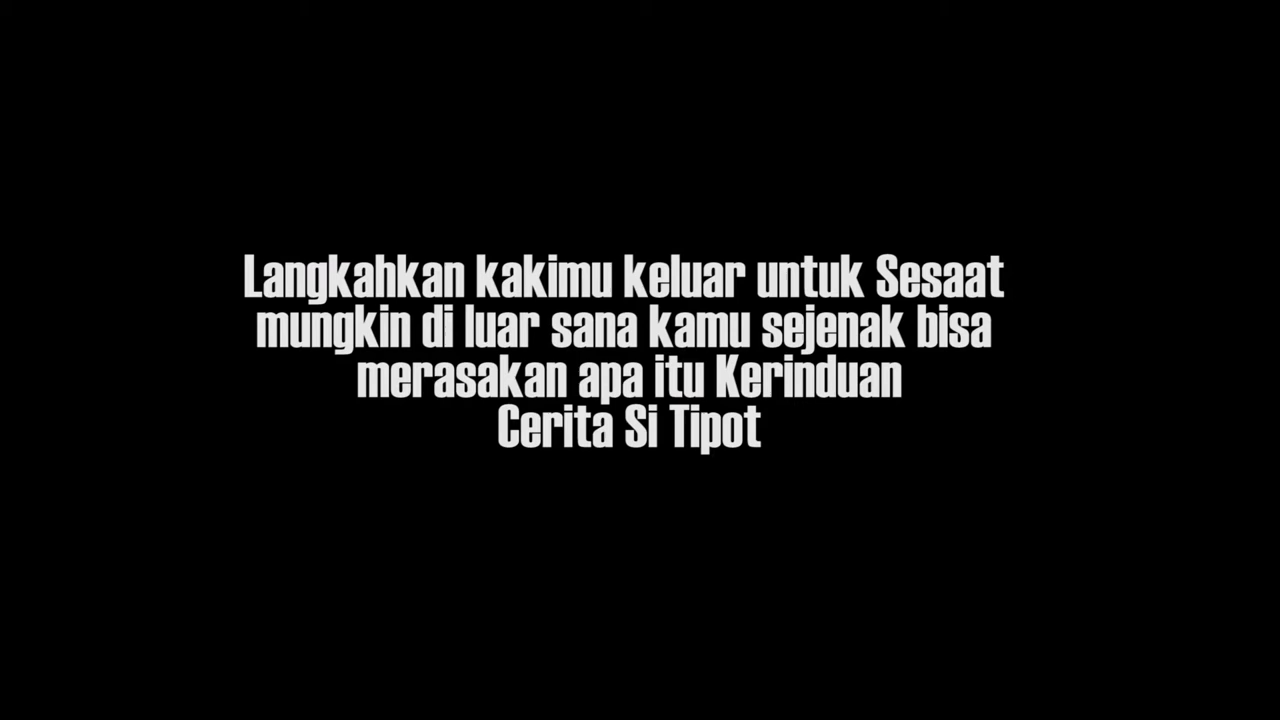 Langkahkan kakimu keluar untuk Sesaat
mungkin di luar sana kamu sejenak bisa
merasakan apa itu Kerinduan
Cerita Si Tipot